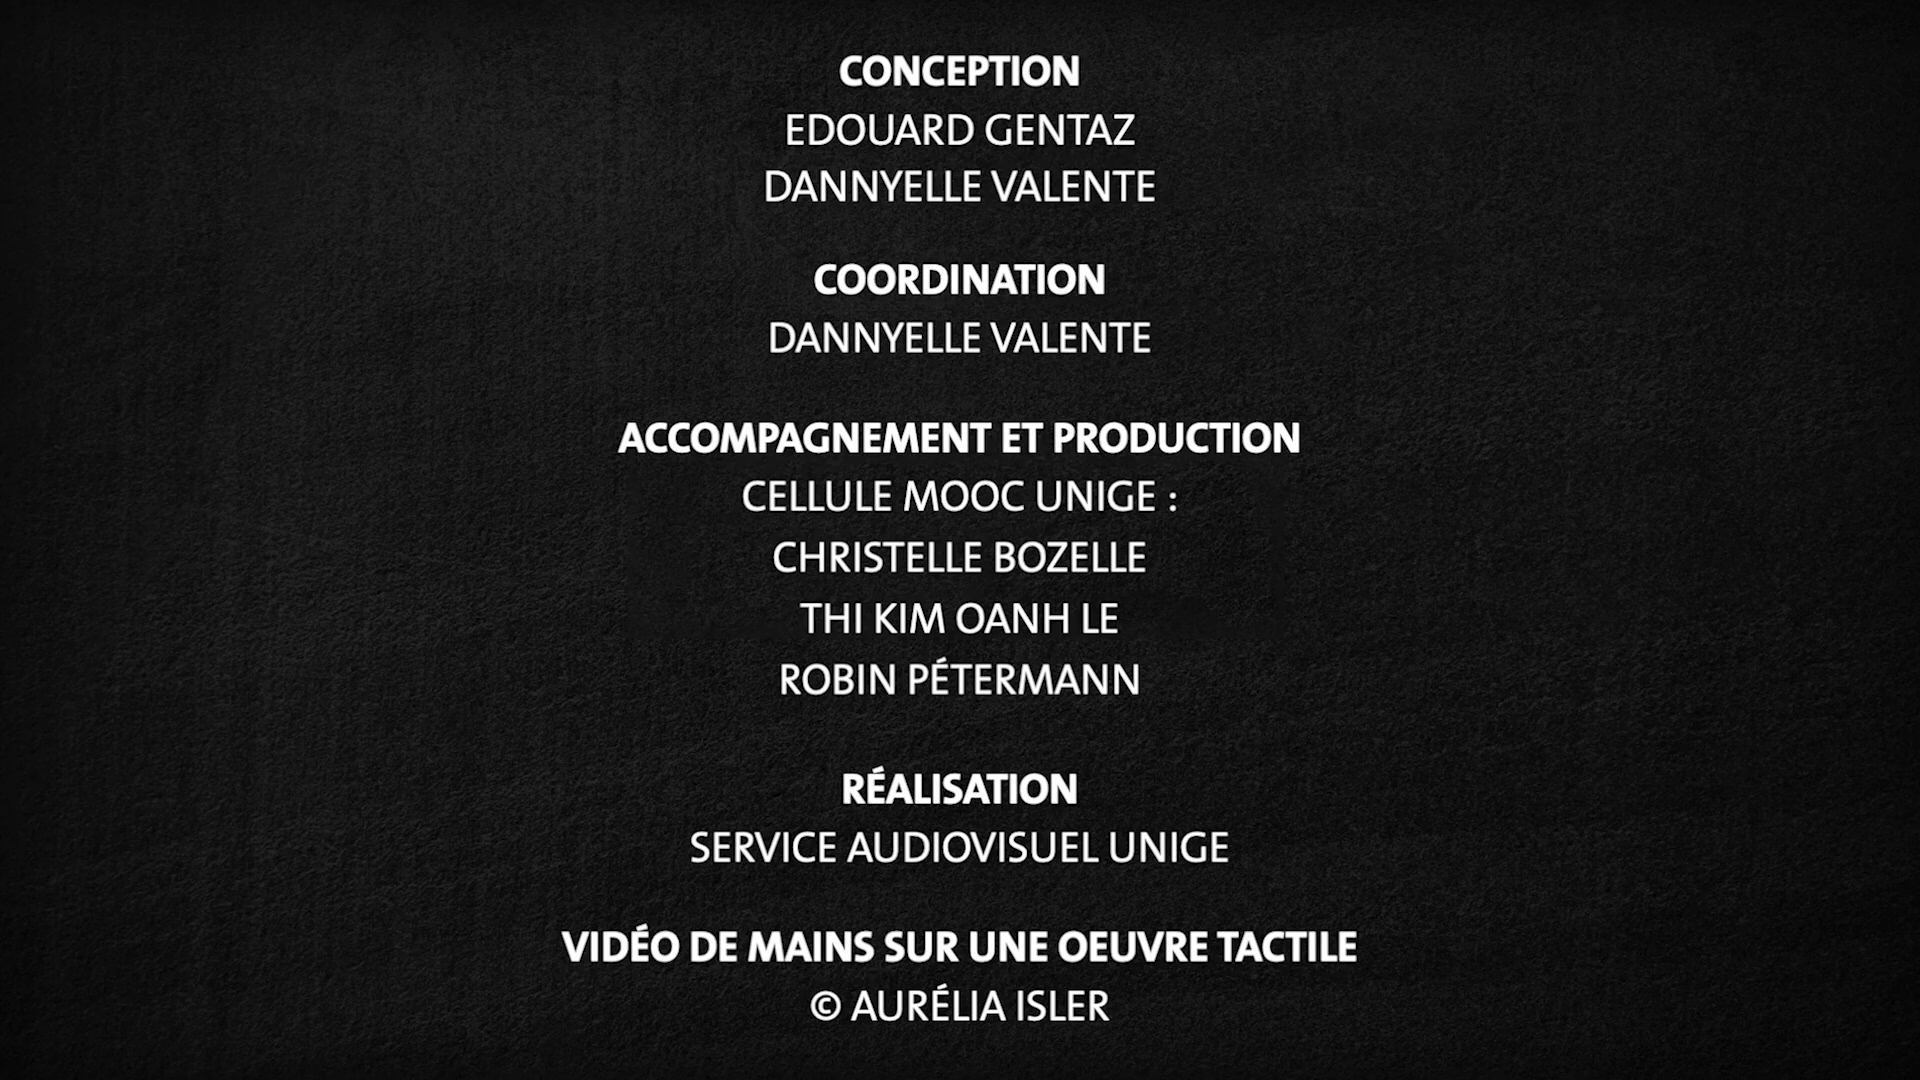 CONCEPTION
EDOUARD GENTAZ
DANNYELLE VALENTE
COORDINATION
DANNYELLE VALENTE
ACCOMPAGNEMENT ET PRODUCTION
CELLULE MOOC UNIGE :
CHRISTELLE BOZELLE
THI KIM OANH LE
ROBIN PÉTERMANN
RÉALISATION
SERVICE AUDIOVISUEL UNIGE
VIDÉO DE MAINS SUR UNE OEUVRE TACTILE
© AURÉLIA ISLER